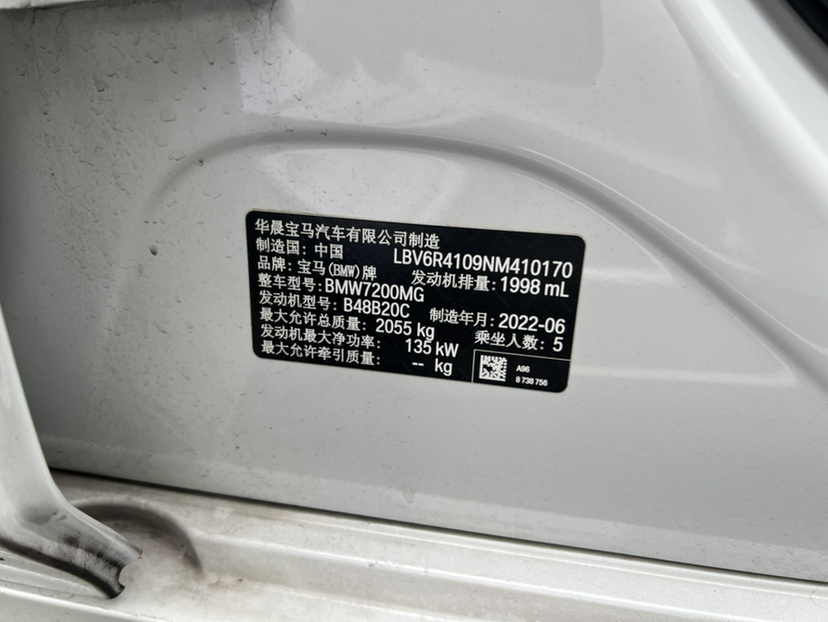 华晨宝马汽车有限公司制造
制造国: 中国 LBV6R4109NM410170
品牌: 宝马(BMW)牌 发动机排量: 1998 mL
整车型号: BMW7200MG
发动机型号: B48B20C 制造年月: 2022-06
最大允许总质量: 2055 kg 乘坐人数: 5
发动机最大净功率: 135 kW
最大允许牵引质量: -- kg
A96
8 738 756